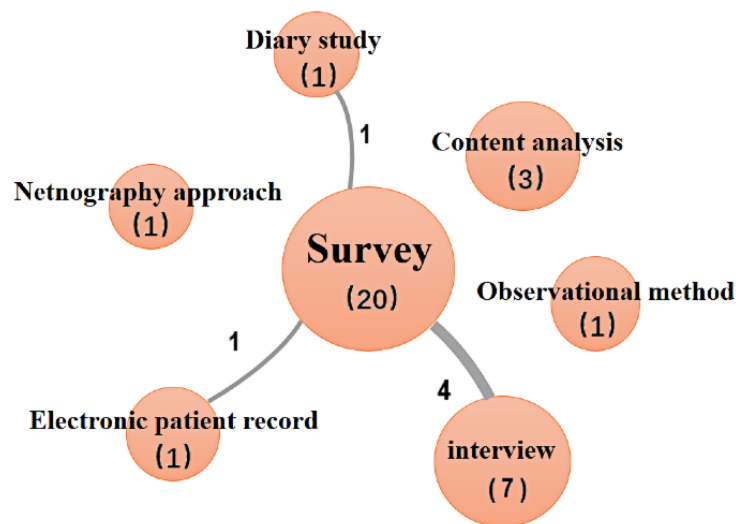 Diary study
(1)
1
Content analysis
(3)
Netnography approach
(1)
Survey
(20)
Observational method
(1)
1
4
Electronic patient record
(1)
interview
(7)